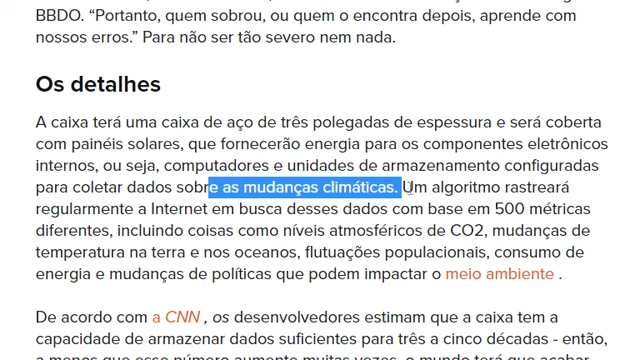 BBDO. “Portanto, quem sobrou, ou quem o encontra depois, aprende com
nossos erros.” Para não ser tão severo nem nada.
Os detalhes
A caixa terá uma caixa de aço de três polegadas de espessura e será coberta
com painéis solares, que fornecerão energia para os componentes eletrônicos
internos, ou seja, computadores e unidades de armazenamento configuradas
para coletar dados sobre as mudanças climáticas. Um algoritmo rastreará
regularmente a Internet em busca desses dados com base em 500 métricas
diferentes, incluindo coisas como níveis atmosféricos de CO2, mudanças de
temperatura na terra e nos oceanos, flutuações populacionais, consumo de
energia e mudanças de políticas que podem impactar o meio ambiente .
De acordo com a CNN , os desenvolvedores estimam que a caixa tem a
capacidade de armazenar dados suficientes para três a cinco décadas - então,
a menos que esse número aumente muitas vezes, o mundo terá que acabar